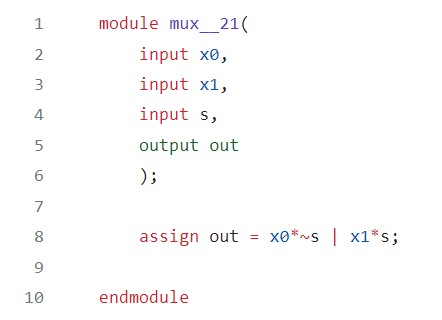 1 module mux__21(
2 input x0,
3 input x1,
4 input s,
5 output out
6 );
7
8 assign out = x0*~s | x1*s;
9
10 endmodule